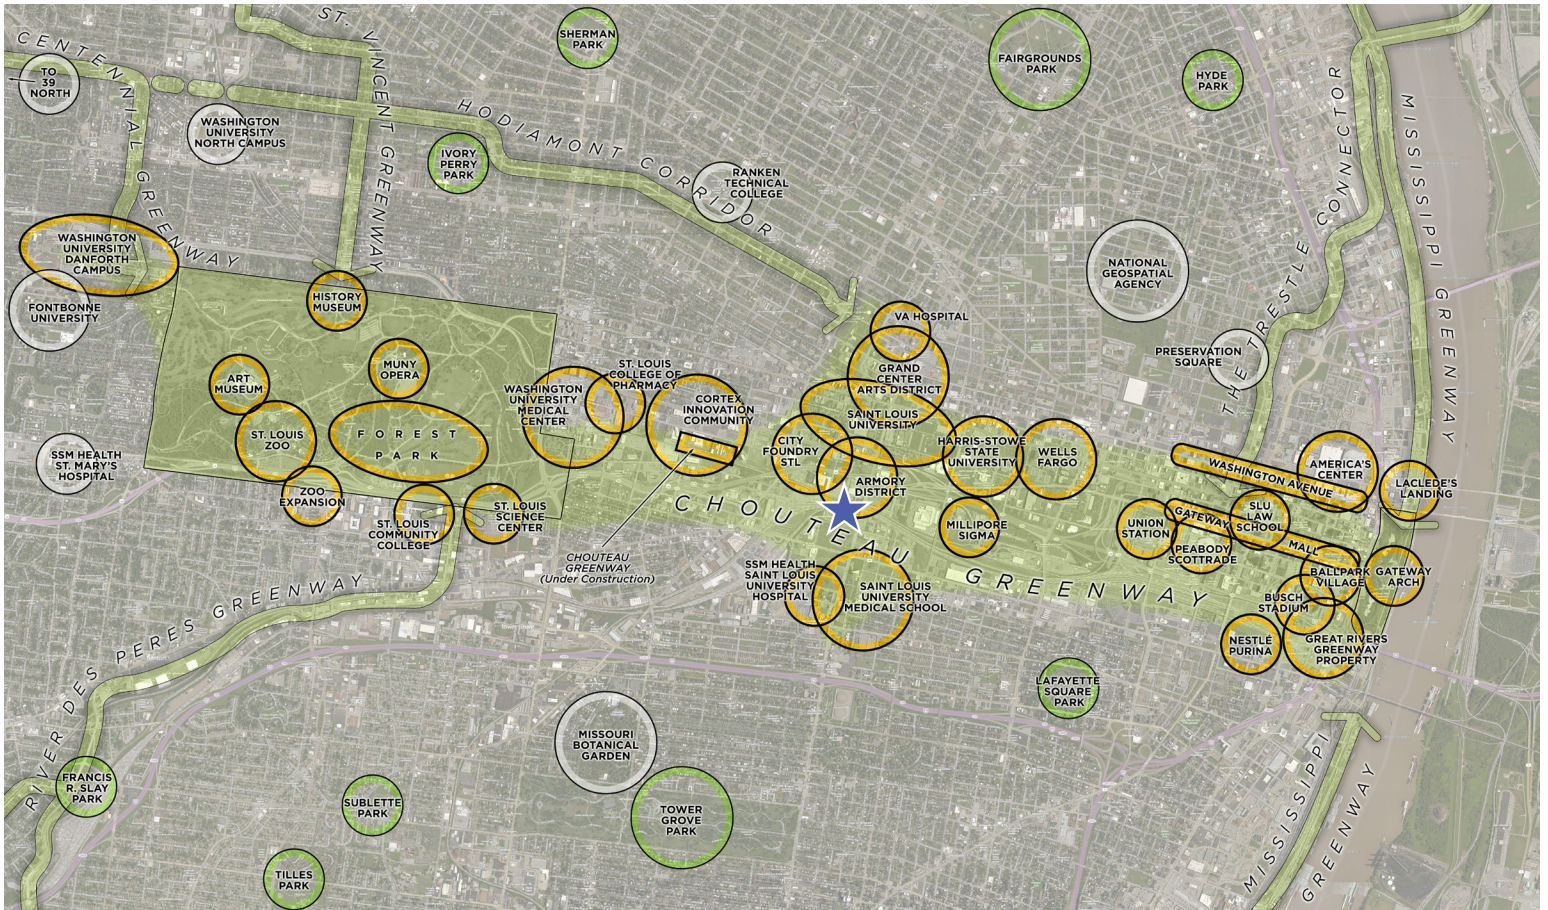 ST.
VINCENT GREENWAY
CENTENNIAL GREENWAY
SHERMAN
PARK
FAIRGROUNDS
PARK
HYDE
PARK
TO
39
NORTH
WASHINGTON
UNIVERSITY
NORTH CAMPUS
HODIAMONT CORRIDOR
IVORY
PERRY
PARK
RANKEN
TECHNICAL
COLLEGE
THE TRESTLE CONNECTOR
MISSISSIPPI GREENWAY
WASHINGTON
UNIVERSITY
DANFORTH
CAMPUS
FONTBONNE
UNIVERSITY
HISTORY
MUSEUM
NATIONAL
GEOSPATIAL
AGENCY
VA HOSPITAL
PRESERVATION
SQUARE
ART
MUSEUM
MUNY
OPERA
ST. LOUIS
COLLEGE OF
PHARMACY
WASHINGTON
UNIVERSITY
MEDICAL
CENTER
CORTEX
INNOVATION
COMMUNITY
GRAND
CENTER
ARTS DISTRICT
SAINT LOUIS
UNIVERSITY
ST. LOUIS
ZOO
FOREST
PARK
CITY
FOUNDRY
STL
HARRIS-STOWE
STATE
UNIVERSITY
WELLS
FARGO
SSM HEALTH
ST. MARY'S
HOSPITAL
ARMORY
DISTRICT
WASHINGTON AVENUE
AMERICA'S
CENTER
LACLEDE'S
LANDING
ZOO
EXPANSION
ST. LOUIS
COMMUNITY
COLLEGE
ST. LOUIS
SCIENCE
CENTER
CHOUTEAU GREENWAY
MILLIPORE
SIGMA
UNION
STATION
GATEWAY MALL
SLU
LAW
SCHOOL
PEABODY
SCOTTRADE
CHOUTEAU
GREENWAY
(Under Construction)
SSM HEALTH
SAINT LOUIS
UNIVERSITY
HOSPITAL
SAINT LOUIS
UNIVERSITY
MEDICAL SCHOOL
BALLPARK
VILLAGE
GATEWAY
ARCH
BUSCH
STADIUM
NESTLÉ
PURINA
GREAT RIVERS
GREENWAY
PROPERTY
RIVER DES PERES GREENWAY
LAFAYETTE
SQUARE
PARK
MISSOURI
BOTANICAL
GARDEN
FRANCIS
R. SLAY
PARK
SUBLETTE
PARK
TOWER
GROVE
PARK
TILLES
PARK
MISSISSIPPI
GREENWAY